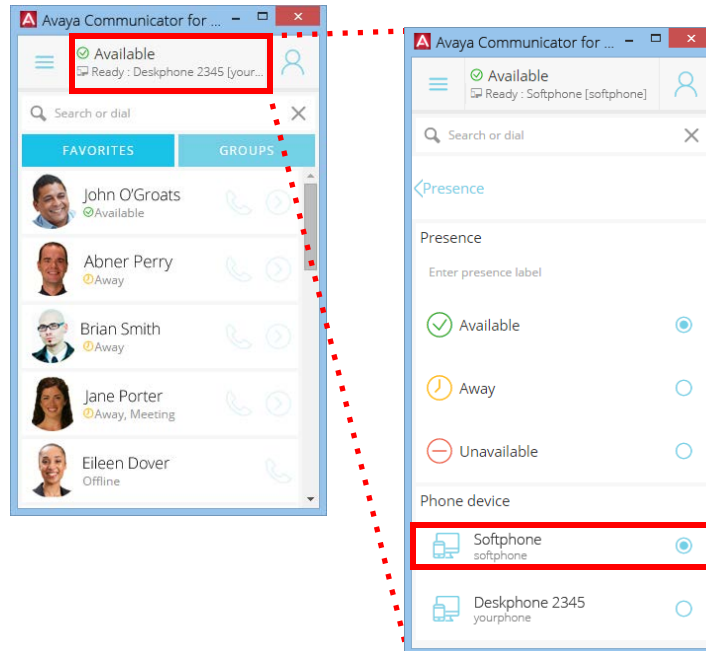 Avaya Communicator for ...
Available
Ready : Deskphone 2345 [your...
Search or dial
FAVORITES
GROUPS
John O'Groats
Available
Abner Perry
Away
Brian Smith
Away
Jane Porter
Away, Meeting
Eileen Dover
Offline
Avaya Communicator for ...
Available
Ready : Softphone [softphone]
Search or dial
Presence
Presence
Enter presence label
Available
Away
Unavailable
Phone device
Softphone
softphone
Deskphone 2345
yourphone